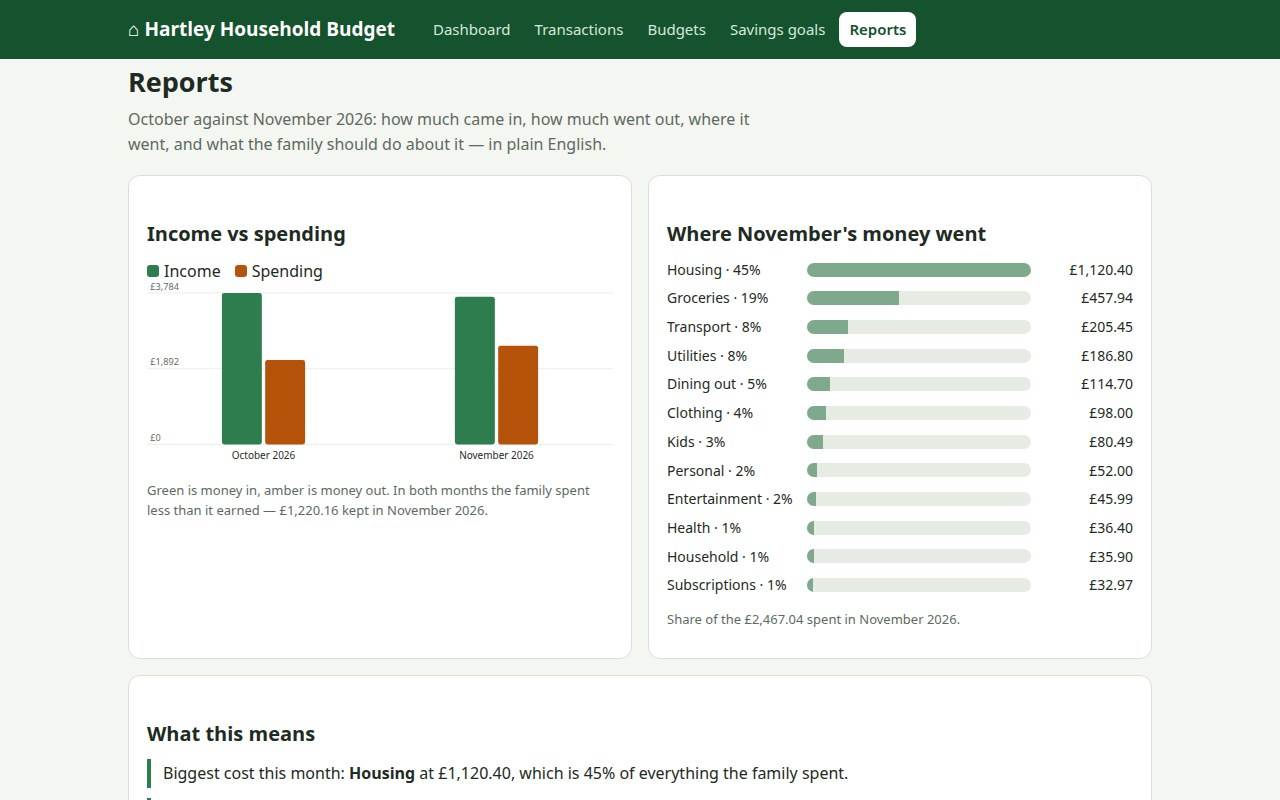 ⌂ Hartley Household Budget
Dashboard
Transactions
Budgets
Savings goals
Reports
Reports
October against November 2026: how much came in, how much went out, where it
went, and what the family should do about it — in plain English.
Income vs spending
Income
Spending
£3,784
£1,892
£0
October 2026
November 2026
Green is money in, amber is money out. In both months the family spent
less than it earned — £1,220.16 kept in November 2026.
Where November's money went
Housing · 45% £1,120.40
Groceries · 19% £457.94
Transport · 8% £205.45
Utilities · 8% £186.80
Dining out · 5% £114.70
Clothing · 4% £98.00
Kids · 3% £80.49
Personal · 2% £52.00
Entertainment · 2% £45.99
Health · 1% £36.40
Household · 1% £35.90
Subscriptions · 1% £32.97
Share of the £2,467.04 spent in November 2026.
What this means
Biggest cost this month: Housing at £1,120.40, which is 45% of everything the family spent.